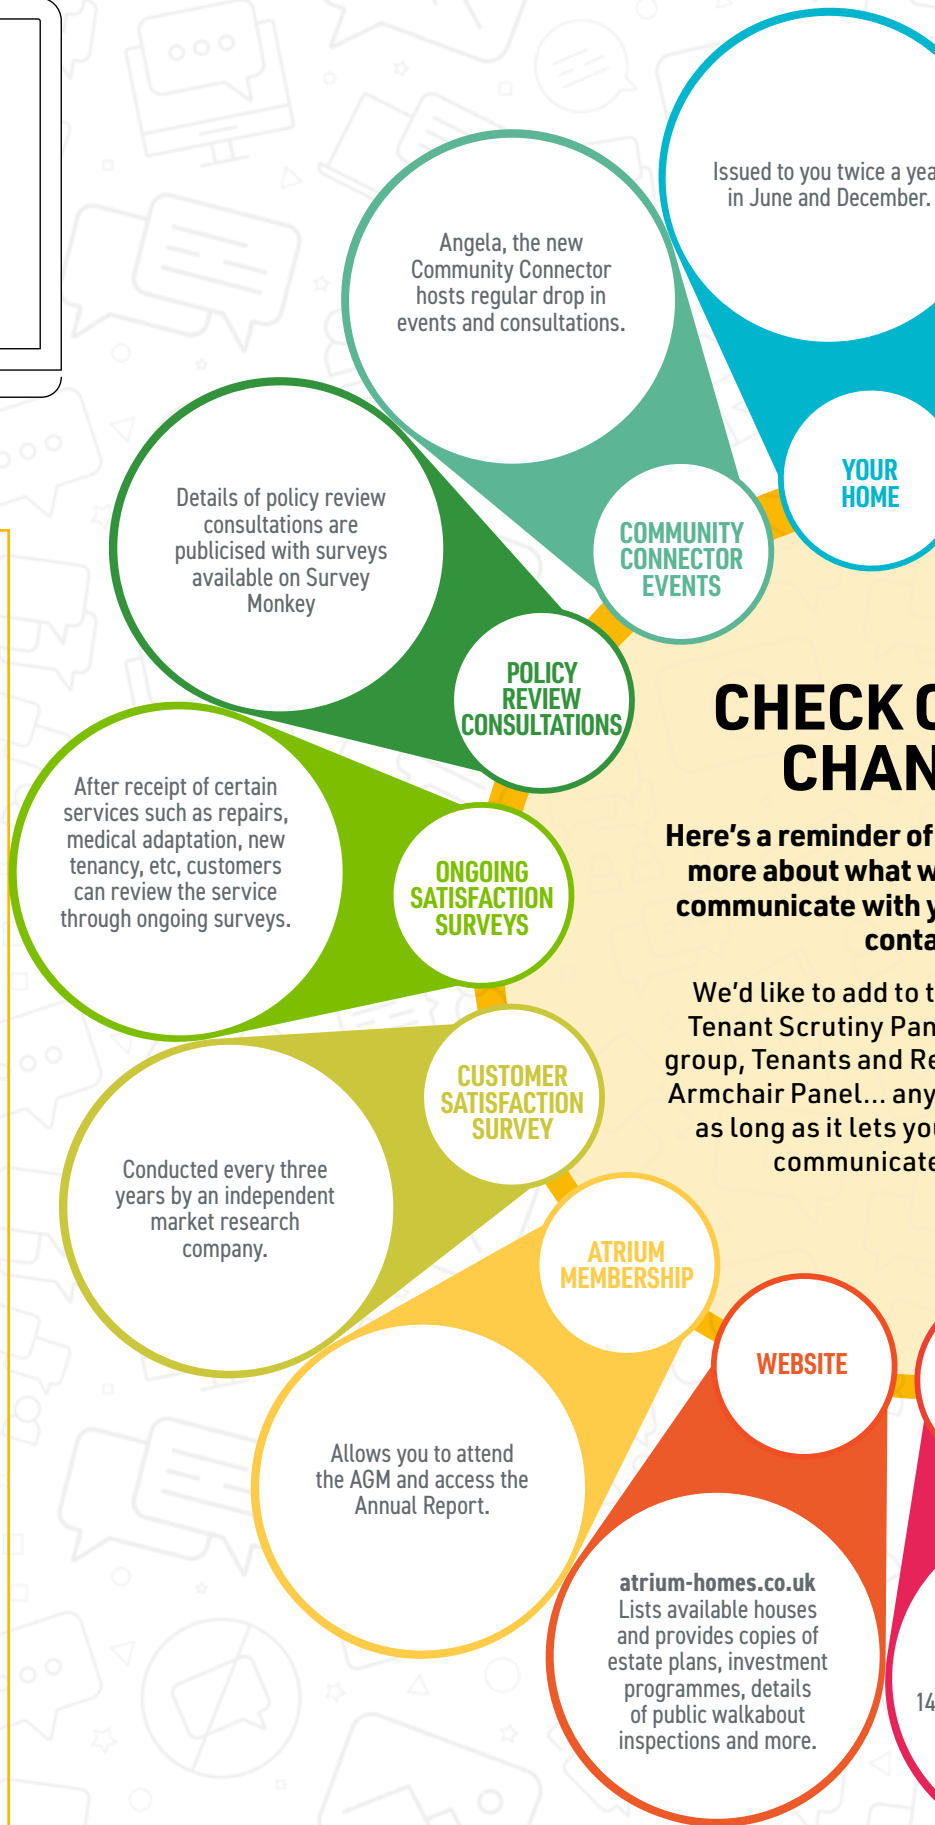 Issued to you twice a yea
in June and December.
YOUR
HOME
Angela, the new
Community Connector
hosts regular drop in
events and consultations.
COMMUNITY
CONNECTOR
EVENTS
Details of policy review
consultations are
publicised with surveys
available on Survey
Monkey
POLICY
REVIEW
CONSULTATIONS
After receipt of certain
services such as repairs,
medical adaptation, new
tenancy, etc, customers
can review the service
through ongoing surveys.
ONGOING
SATISFACTION
SURVEYS
Conducted every three
years by an independent
market research
company.
CUSTOMER
SATISFACTION
SURVEY
Allows you to attend
the AGM and access the
Annual Report.
ATRIUM
MEMBERSHIP
WEBSITE
atrium-homes.co.uk
Lists available houses
and provides copies of
estate plans, investment
programmes, details
of public walkabout
inspections and more.
14
CHECK
CHAN
Here's a reminder of
more about what w
communicate with y
conta
We'd like to add to t
Tenant Scrutiny Pan
group, Tenants and Re
Armchair Panel... any
as long as it lets you
communicate